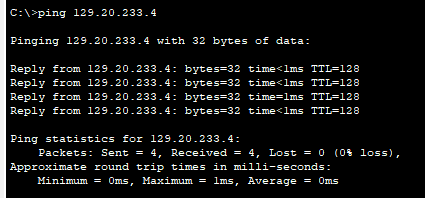 C:\>ping 129.20.233.4
Pinging 129.20.233.4 with 32 bytes of data:
Reply from 129.20.233.4: bytes=32 time<1ms TTL=128
Reply from 129.20.233.4: bytes=32 time<1ms TTL=128
Reply from 129.20.233.4: bytes=32 time<1ms TTL=128
Reply from 129.20.233.4: bytes=32 time<1ms TTL=128
Ping statistics for 129.20.233.4:
Packets: Sent = 4, Received = 4, Lost = 0 (0% loss),
Approximate round trip times in milli-seconds:
Minimum = 0ms, Maximum = 1ms, Average = 0ms